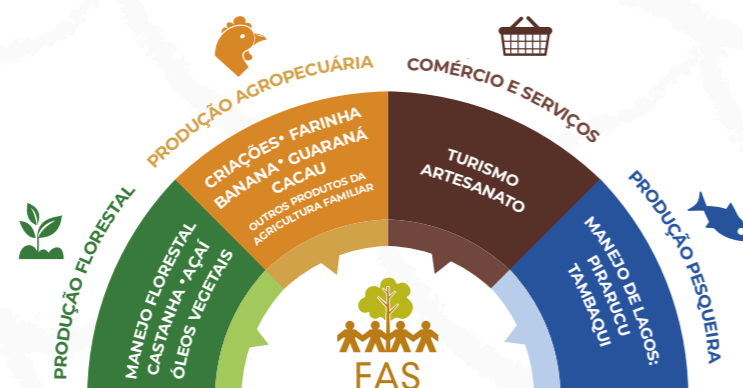 PRODUÇÃO FLORESTAL
MANEJO FLORESTAL
CASTANHA • AÇAÍ
ÓLEOS VEGETAIS
PRODUÇÃO AGROPECUÁRIA
CRIAÇÕES • FARINHA
BANANA • GUARANÁ
CACAU
OUTROS PRODUTOS DA
AGRICULTURA FAMILIAR
COMÉRCIO E SERVIÇOS
TURISMO
ARTESANATO
PRODUÇÃO PESQUEIRA
MANEJO DE LAGOS:
PIRARUCU
TAMBAQUI
FAS